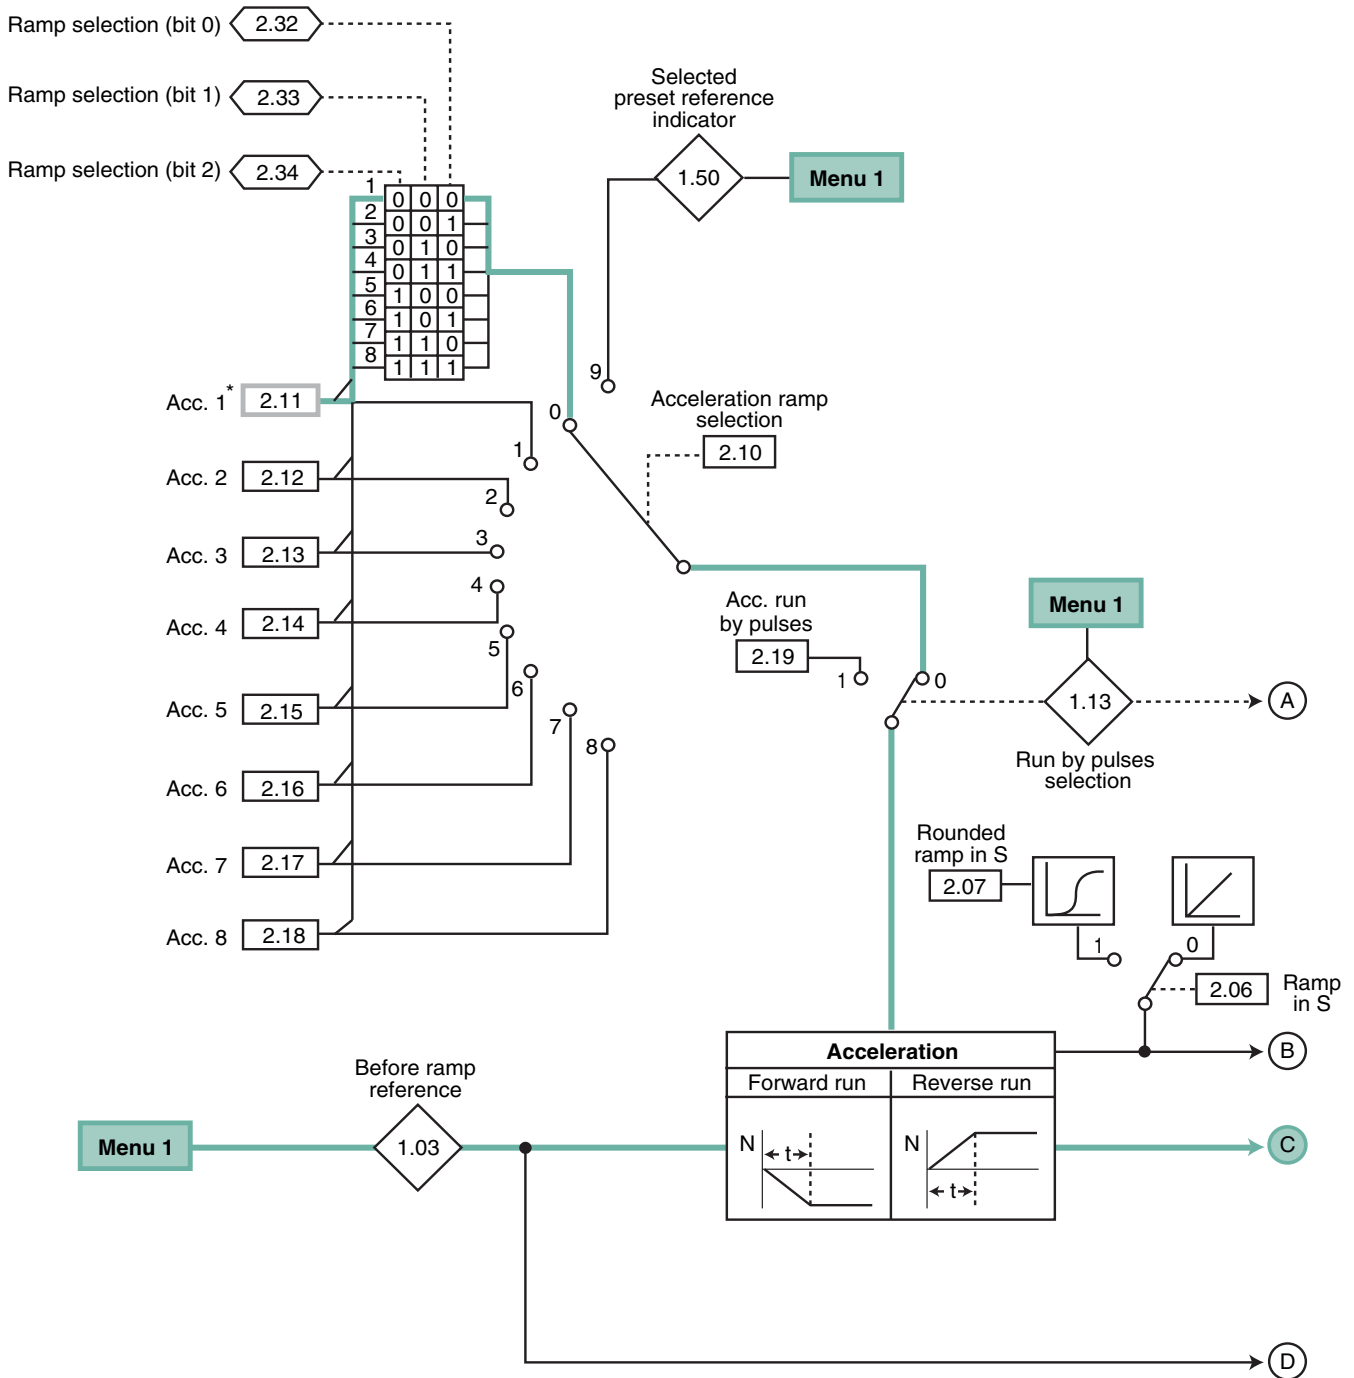 Ramp selection (bit 0) 2.32
Ramp selection (bit 1) 2.33
Ramp selection (bit 2) 2.34
Selected
preset reference
indicator
1.50
Menu 1
1 0 0 0
2 0 0 1
3 0 1 0
4 0 1 1
5 1 0 0
6 1 0 1
7 1 1 0
8 1 1 1
9
0
Acceleration ramp
selection
2.10
Acc. 1* 2.11
1
Acc. 2 2.12
2
Acc. 3 2.13
3
Acc. 4 2.14
4
Acc. 5 2.15
5
Acc. 6 2.16
6
Acc. 7 2.17
7
Acc. 8 2.18
8
Acc. run
by pulses
2.19
1
0
Menu 1
1.13
Run by pulses
selection
A
Rounded
ramp in S
2.07
1
0
2.06
Ramp
in S
B
Acceleration
Forward run
Reverse run
N
t
N
t
C
Before ramp
reference
Menu 1
1.03
D